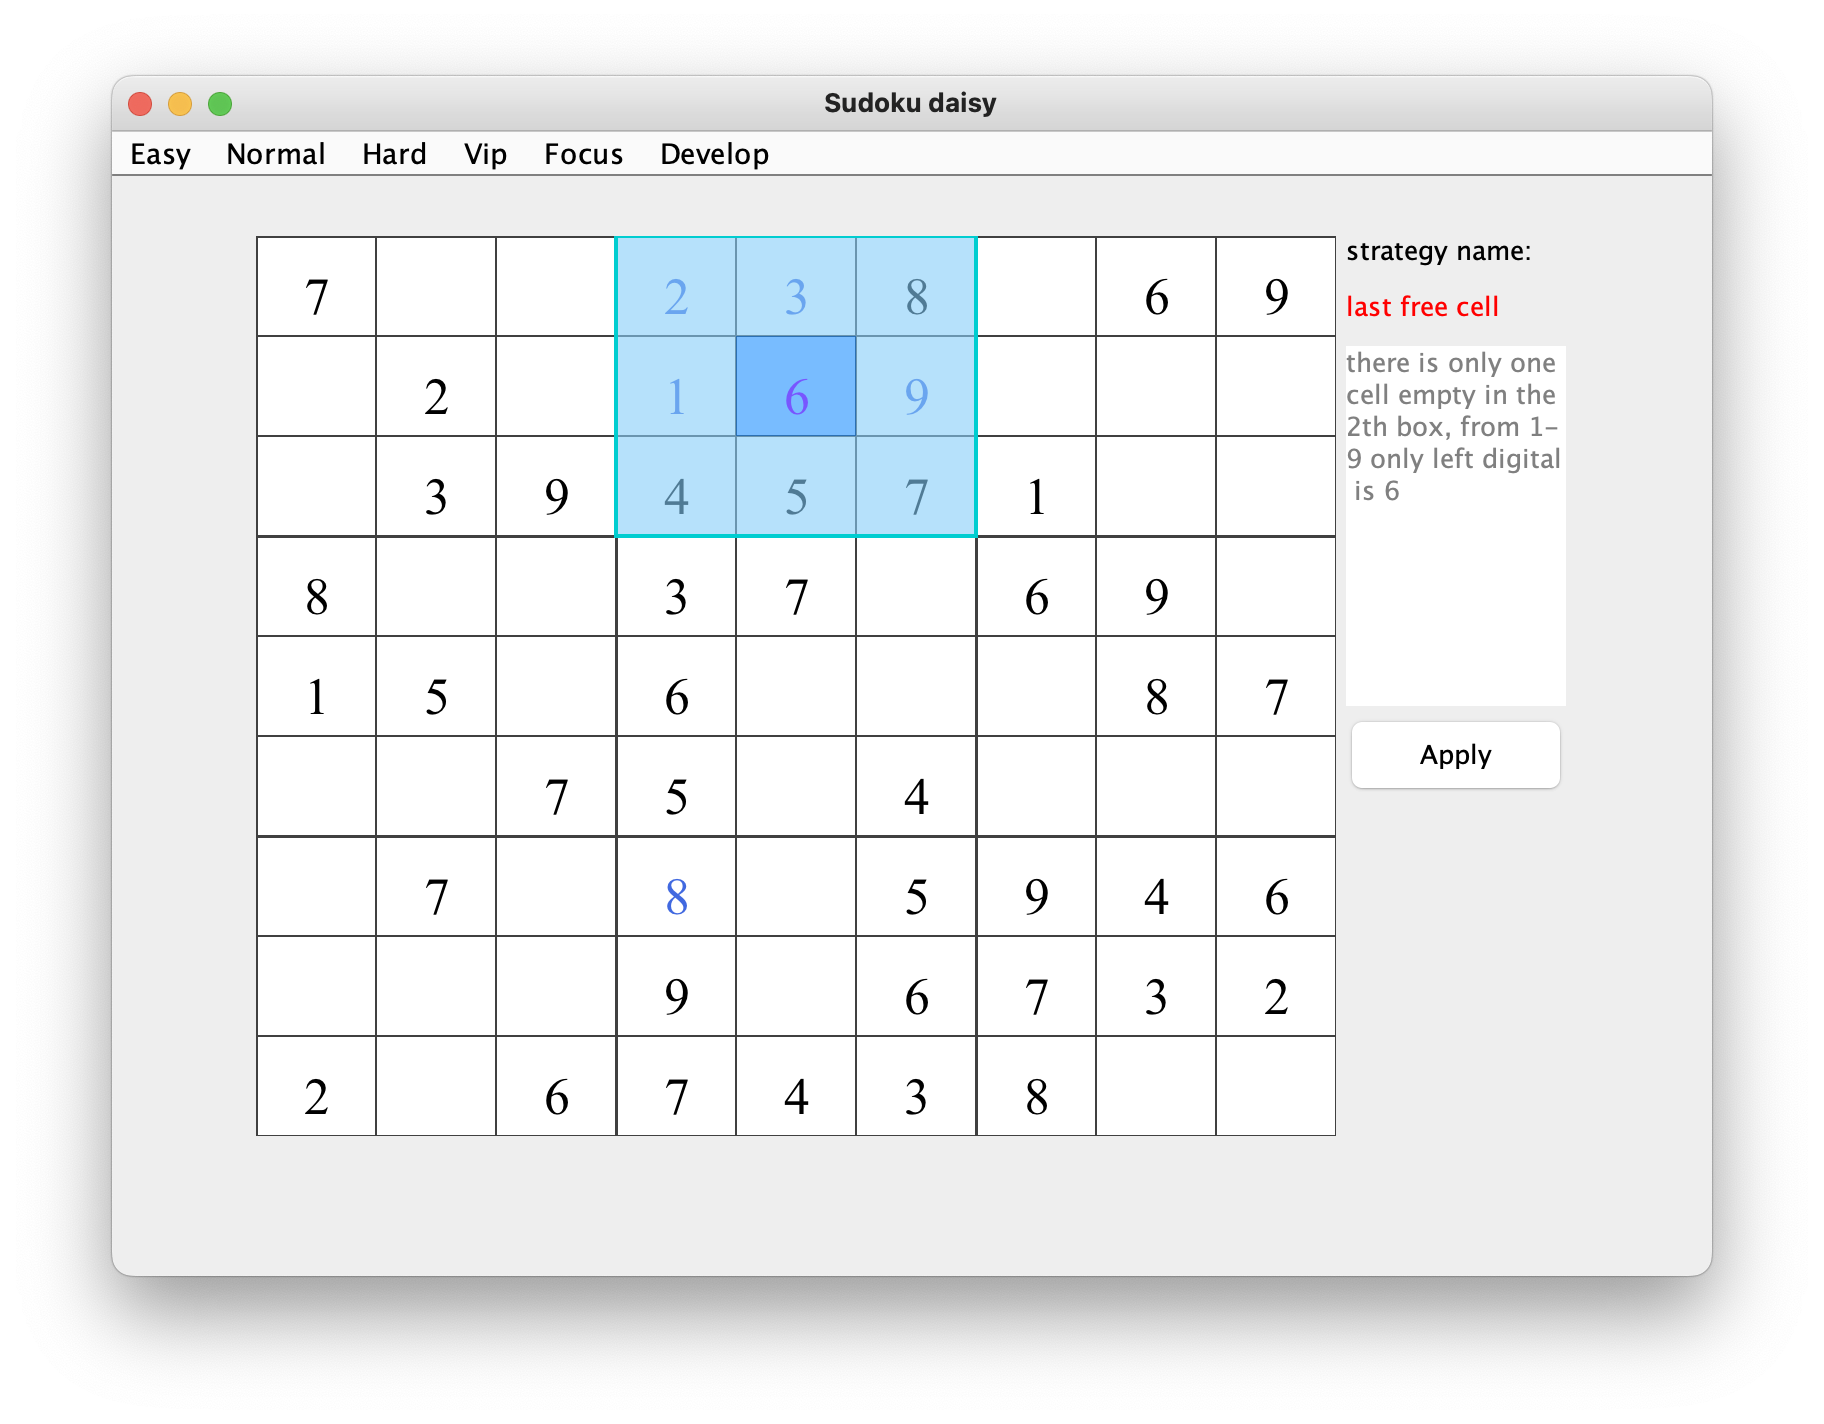 Sudoku daisy
Easy Normal Hard Vip Focus Develop
7 2 3 8 6 9
2 1 6 9
3 9 4 5 7 1
8 3 7 6 9
1 5 6 8 7
7 5 4
7 8 5 9 4 6
9 6 7 3 2
2 6 7 4 3 8
strategy name:
last free cell
there is only one
cell empty in the
2th box, from 1-
9 only left digital
is 6
Apply